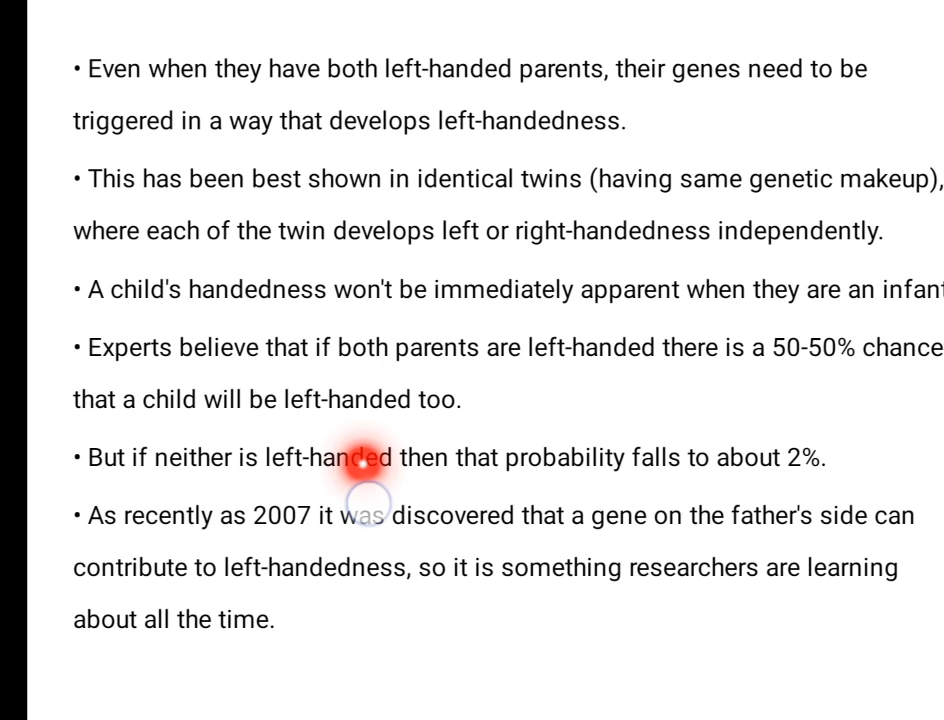 • Even when they have both left-handed parents, their genes need to be
triggered in a way that develops left-handedness.
• This has been best shown in identical twins (having same genetic makeup),
where each of the twin develops left or right-handedness independently.
• A child's handedness won't be immediately apparent when they are an infant
• Experts believe that if both parents are left-handed there is a 50-50% chance
that a child will be left-handed too.
• But if neither is left-handed then that probability falls to about 2%.
• As recently as 2007 it was discovered that a gene on the father's side can
contribute to left-handedness, so it is something researchers are learning
about all the time.